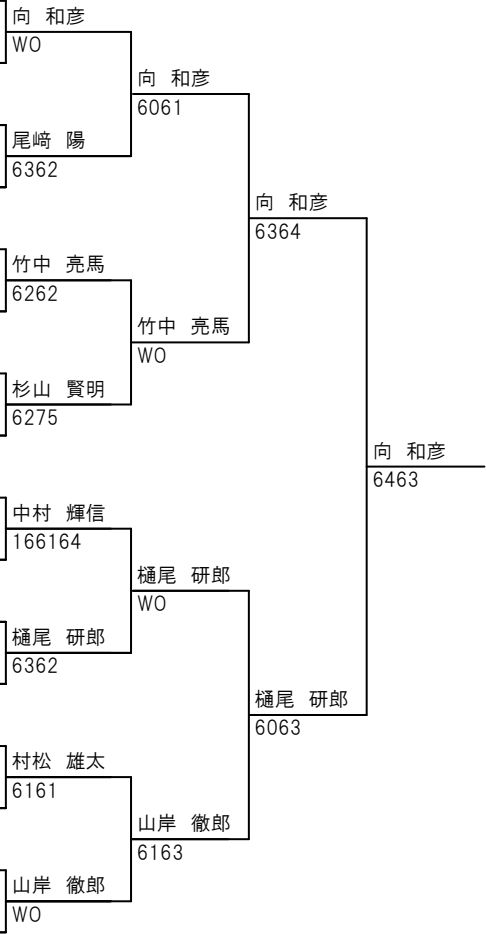 向 和彦
WO
向 和彦
6061
尾﨑 陽
6362
向 和彦
6364
竹中 亮馬
6262
竹中 亮馬
WO
杉山 賢明
6275
向 和彦
6463
中村 輝信
166164
樋尾 研郎
WO
樋尾 研郎
6362
樋尾 研郎
6063
村松 雄太
6161
山岸 徹郎
6163
山岸 徹郎
WO